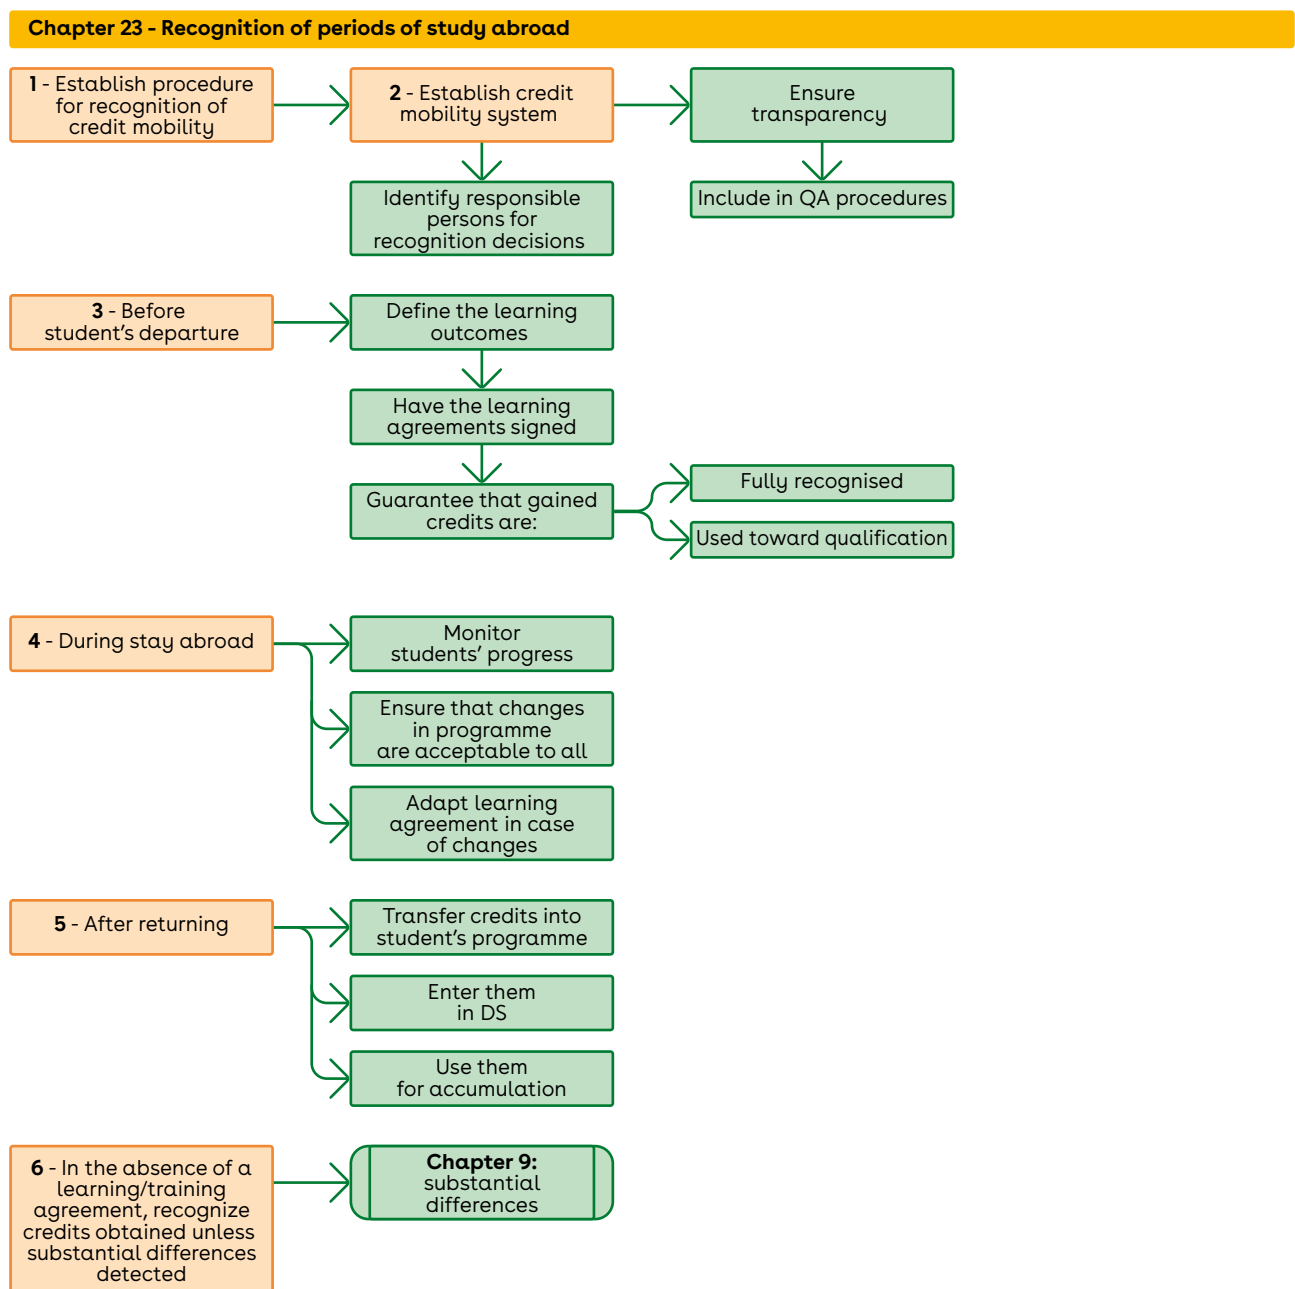 Chapter 23 - Recognition of periods of study abroad
1 - Establish procedure
for recognition of
credit mobility
2 - Establish credit
mobility system
Ensure
transparency
Identify responsible
persons for
recognition decisions
Include in QA procedures
3 - Before
student’s departure
Define the learning
outcomes
Have the learning
agreements signed
Guarantee that gained
credits are:
Fully recognised
Used toward qualification
4 - During stay abroad
Monitor
students’ progress
Ensure that changes
in programme
are acceptable to all
Adapt learning
agreement in case
of changes
5 - After returning
Transfer credits into
student’s programme
Enter them
in DS
Use them
for accumulation
6 - In the absence of a
learning/training
agreement, recognize
credits obtained unless
substantial differences
detected
Chapter 9:
substantial
differences